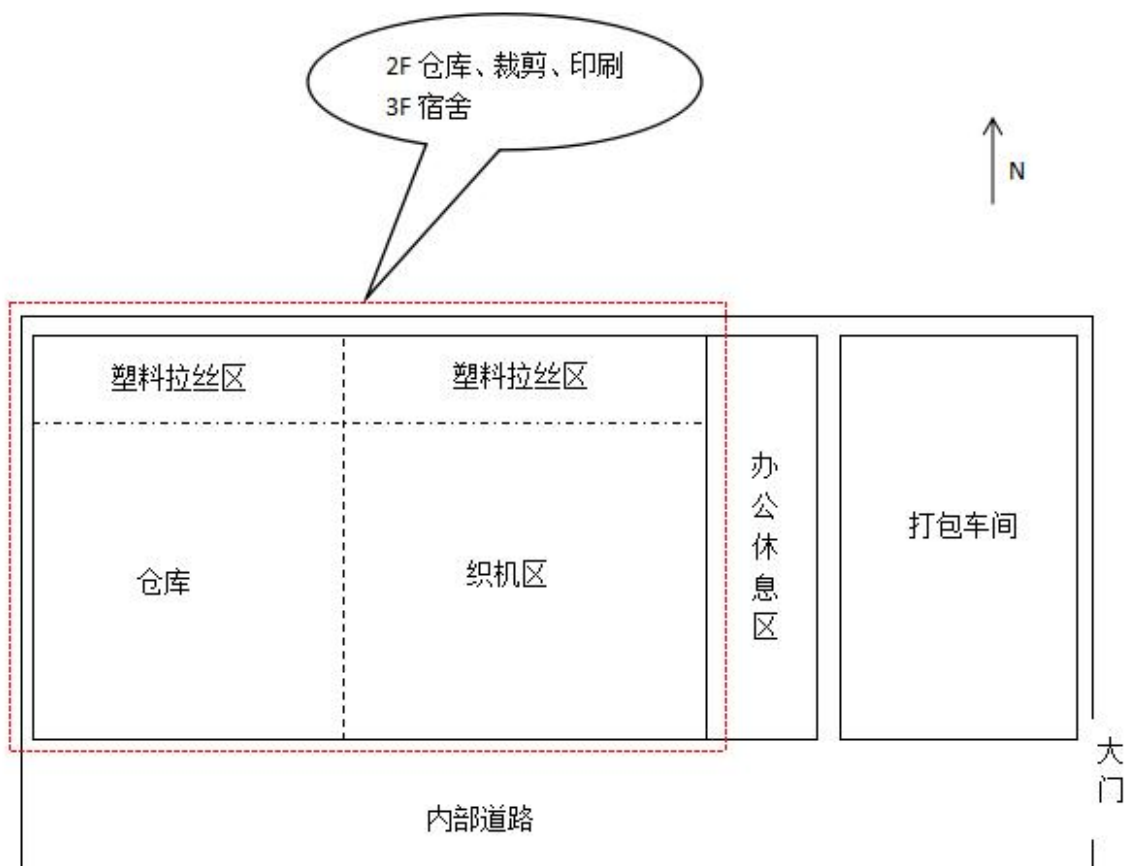 2F 仓库、裁剪、印刷
3F 宿舍
N
塑料拉丝区
塑料拉丝区
办公休息区
打包车间
仓库
织机区
大门
内部道路